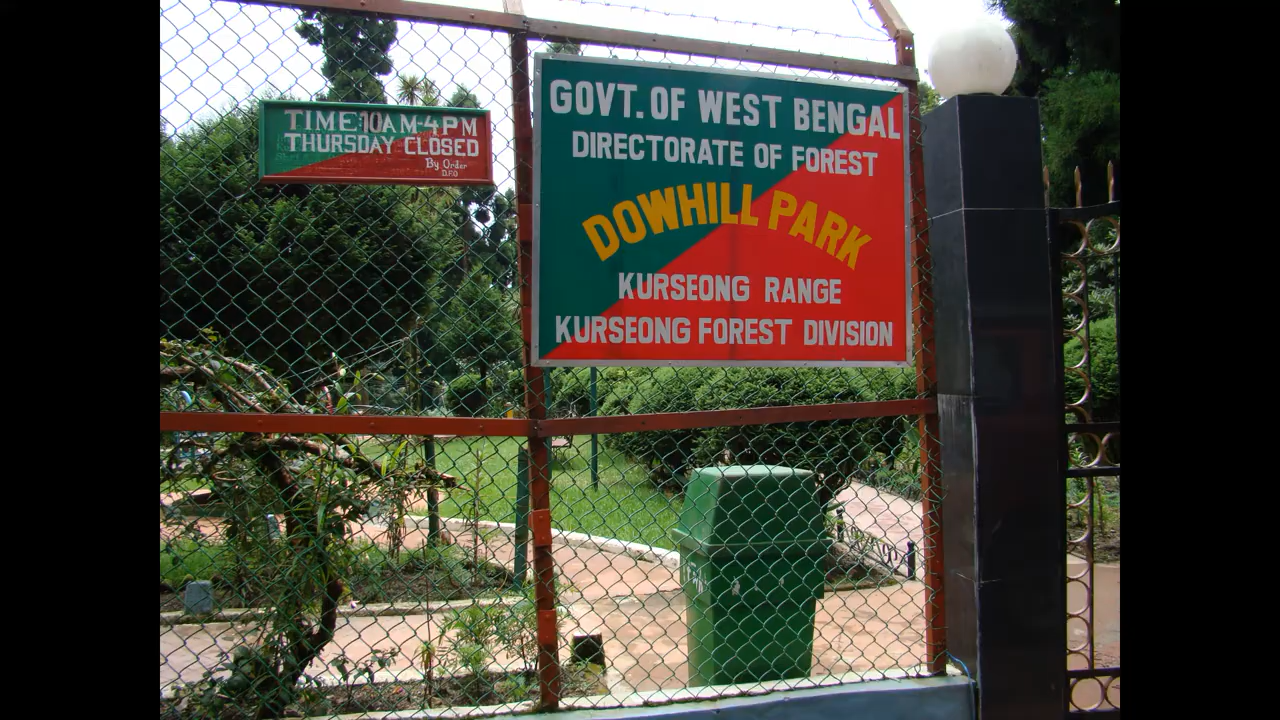 TIME:10AM-4PM
THURSDAY CLOSED
By Order
D.F.O
GOVT. OF WEST BENGAL
DIRECTORATE OF FOREST
DOWHILL PARK
KURSEONG RANGE
KURSEONG FOREST DIVISION